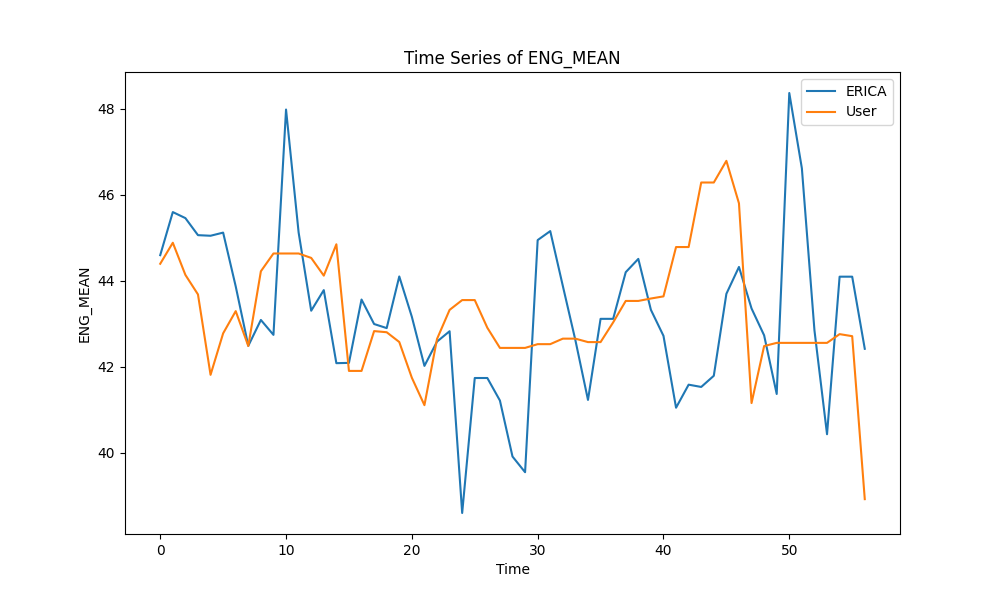 Time Series of ENG_MEAN
ERICA
User
48
46
44
42
40
ENG_MEAN
0 10 20 30 40 50
Time